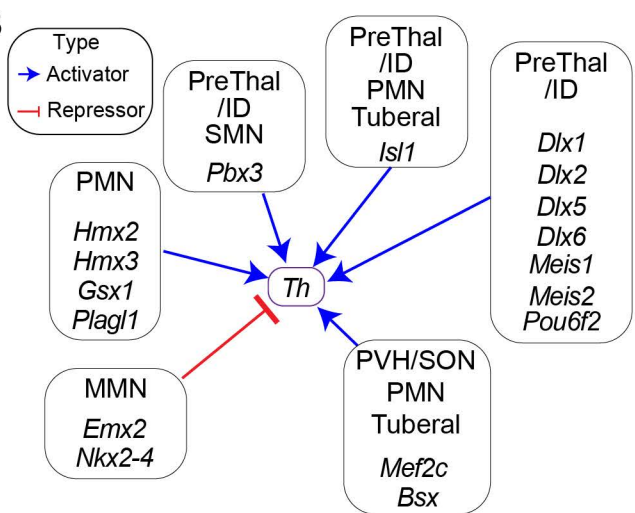 Type
Activator
Repressor
PreThal
/ID
SMN
Pbx3
PreThal
/ID
PMN
Tuberal
Isl1
PreThal
/ID
Dlx1
Dlx2
Dlx5
Dlx6
Meis1
Meis2
Pou6f2
PMN
Hmx2
Hmx3
Gsx1
Plagl1
Th
MMN
Emx2
Nkx2-4
PVH/SON
PMN
Tuberal
Mef2c
Bsx